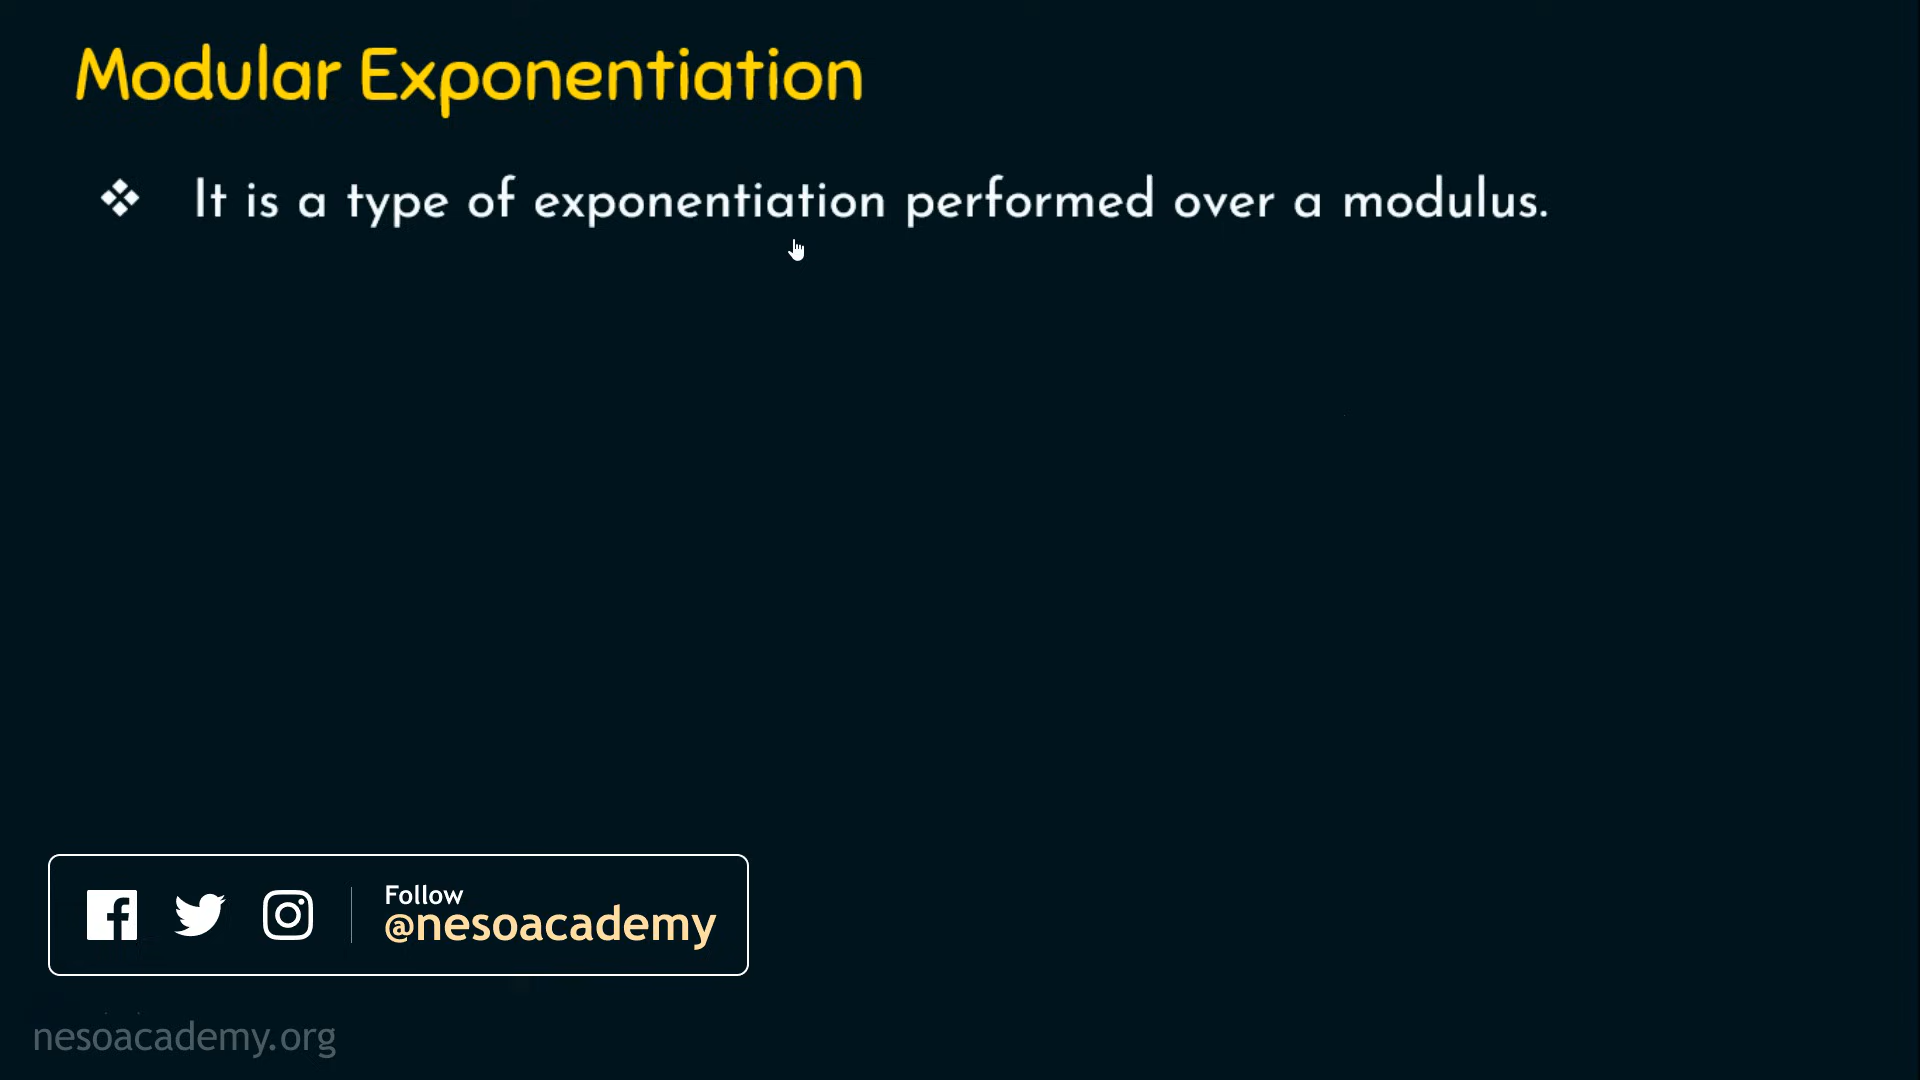 Modular Exponentiation
❖ It is a type of exponentiation performed over a modulus.
Follow
@nesoacademy
nesoacademy.org